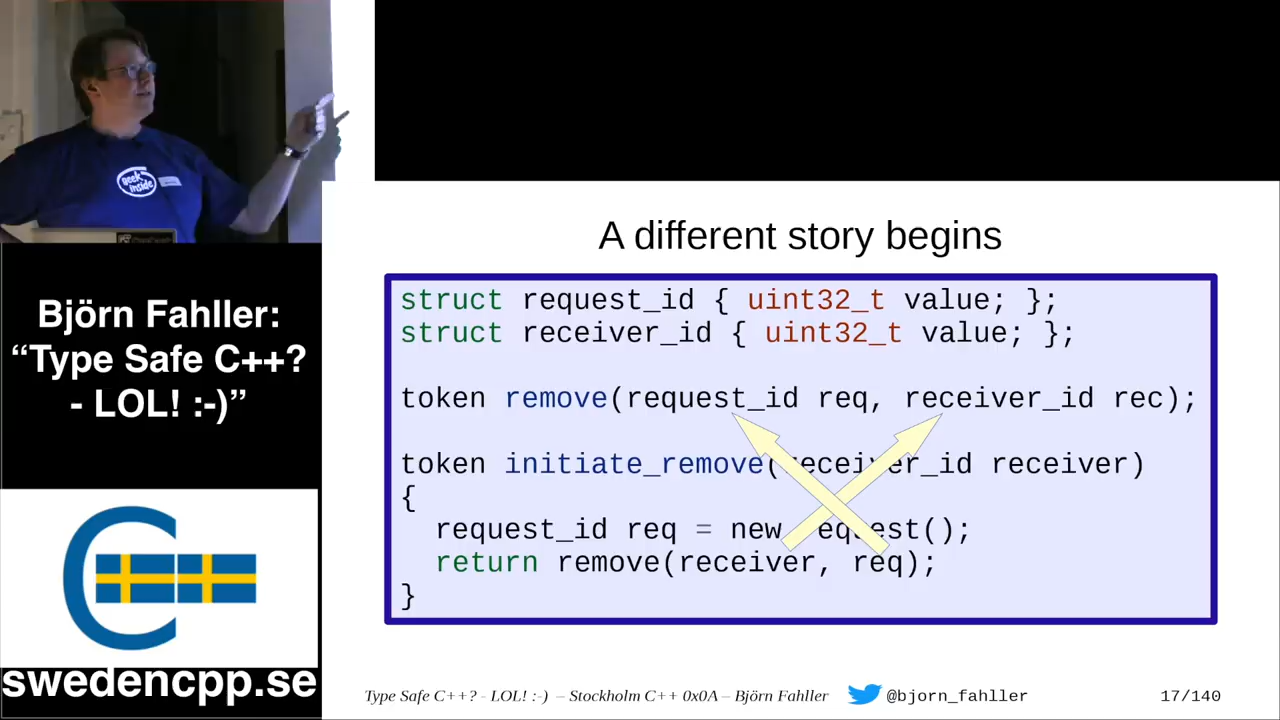 geek
inside
Björn Fahller:
“Type Safe C++?
- LOL! :-)”
swedencpp.se
A different story begins
struct request_id { uint32_t value; };
struct receiver_id { uint32_t value; };
token remove(request_id req, receiver_id rec);
token initiate_remove(receiver_id receiver)
{
request_id req = new_request();
return remove(receiver, req);
}
Type Safe C++? - LOL! :-) – Stockholm C++ 0x0A – Björn Fahller
@bjorn_fahller
17/140